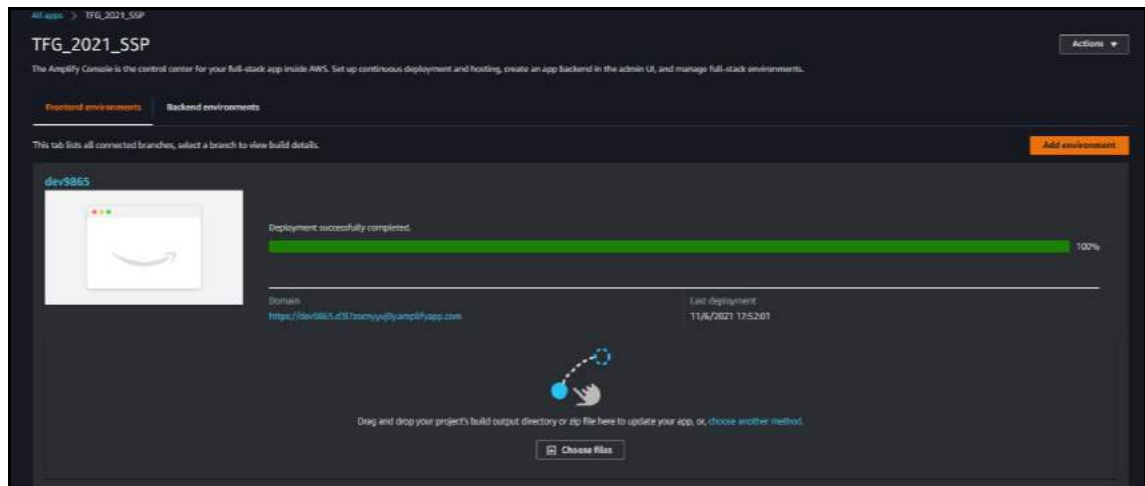 All apps > TFG_2021_SSP
TFG_2021_SSP
Actions
The Amplify Console is the control center for your full-stack app inside AWS. Set up continuous deployment and hosting, create an app backend in the admin UI, and manage full-stack environments.
Frontend environments Backend environments
This tab lists all connected branches, select a branch to view build details.
Add environment
dev9865
Deployment successfully completed.
100%
Domain Last deployment
11/6/2021 17:52:01
Drag and drop your project's build output directory or zip file here to update your app, or, choose another method.
Choose files